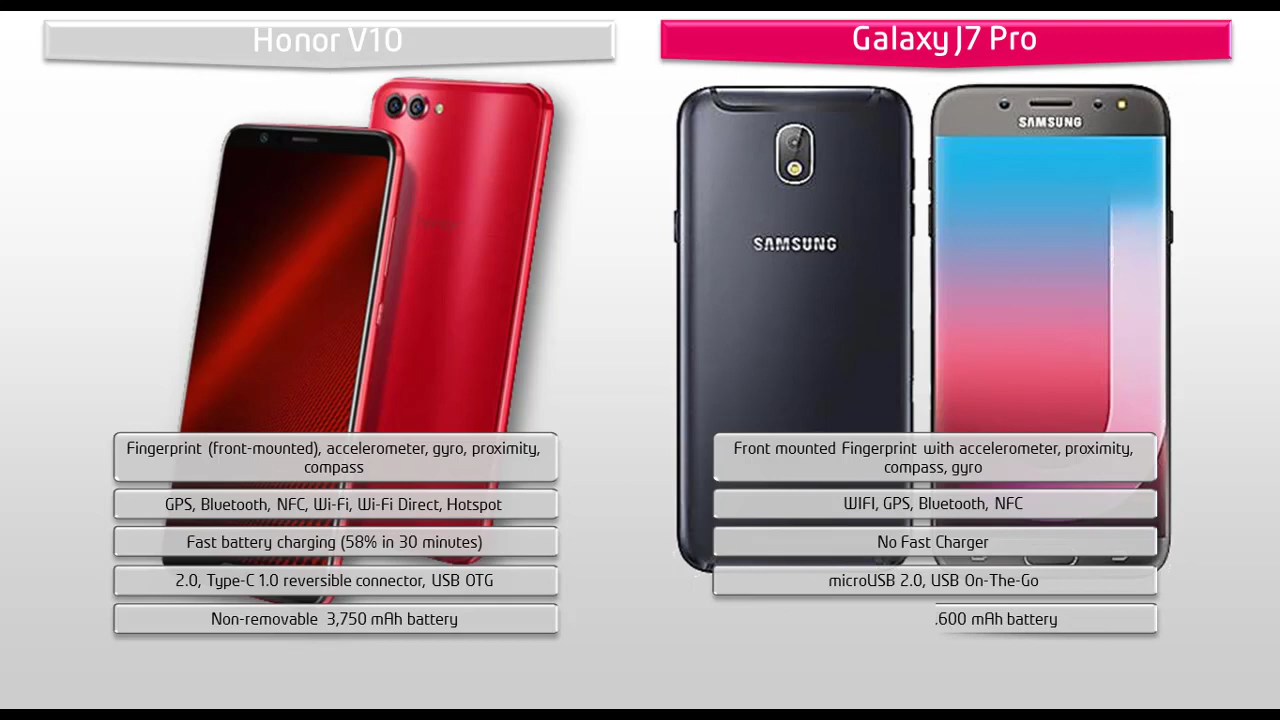 Honor V10
Galaxy J7 Pro
SAMSUNG
SAMSUNG
Fingerprint (front-mounted), accelerometer, gyro, proximity,
compass
GPS, Bluetooth, NFC, Wi-Fi, Wi-Fi Direct, Hotspot
Fast battery charging (58% in 30 minutes)
2.0, Type-C 1.0 reversible connector, USB OTG
Non-removable 3,750 mAh battery
Front mounted Fingerprint with accelerometer, proximity,
compass, gyro
WIFI, GPS, Bluetooth, NFC
No Fast Charger
microUSB 2.0, USB On-The-Go
.600 mAh battery